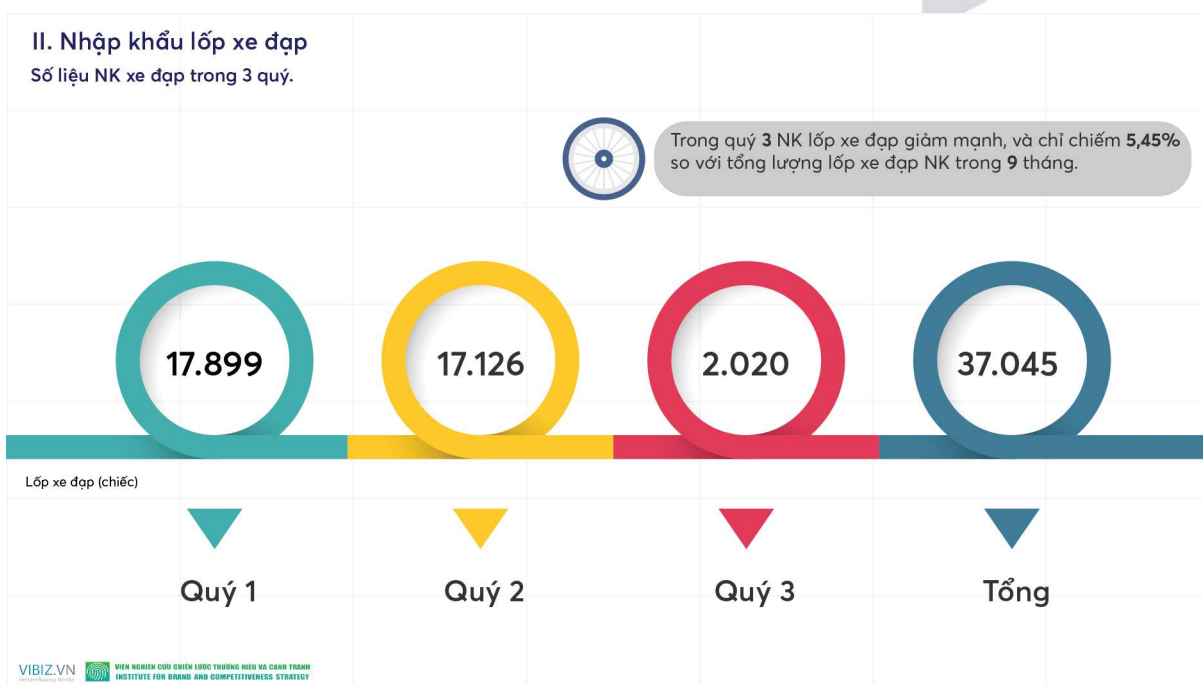 II. Nhập khẩu lốp xe đạp
Số liệu NK xe đạp trong 3 quý.
Trong quý 3 NK lốp xe đạp giảm mạnh, và chỉ chiếm 5,45%
so với tổng lượng lốp xe đạp NK trong 9 tháng.
17.899
17.126
2.020
37.045
Lốp xe đạp (chiếc)
Quý 1
Quý 2
Quý 3
Tổng
VIBIZ.VN
Vietnam Business Monitor
VIỆN NGHIÊN CỨU CHIẾN LƯỢC THƯƠNG HIỆU VÀ CẠNH TRANH
INSTITUTE FOR BRAND AND COMPETITIVENESS STRATEGY